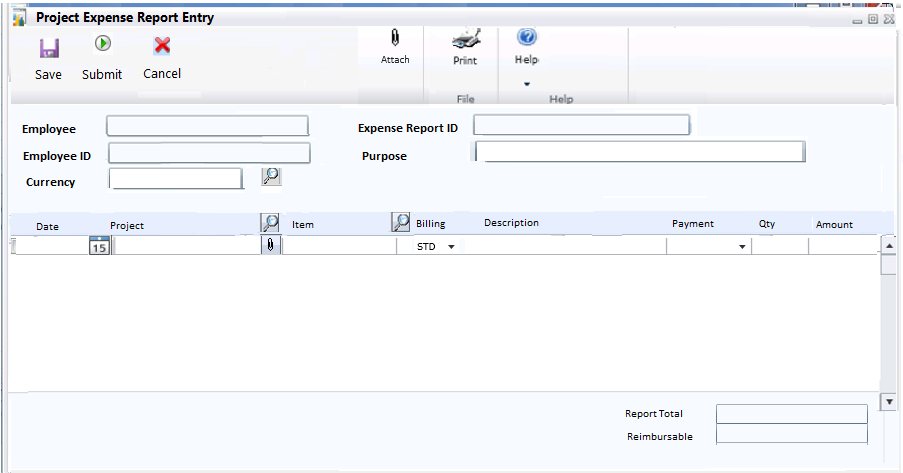 Project Expense Report Entry
Save Submit Cancel Attach Print Help
File Help
Employee Expense Report ID
Employee ID Purpose
Currency
Date Project Item Billing Description Payment Qty Amount
15 STD
Report Total
Reimbursable